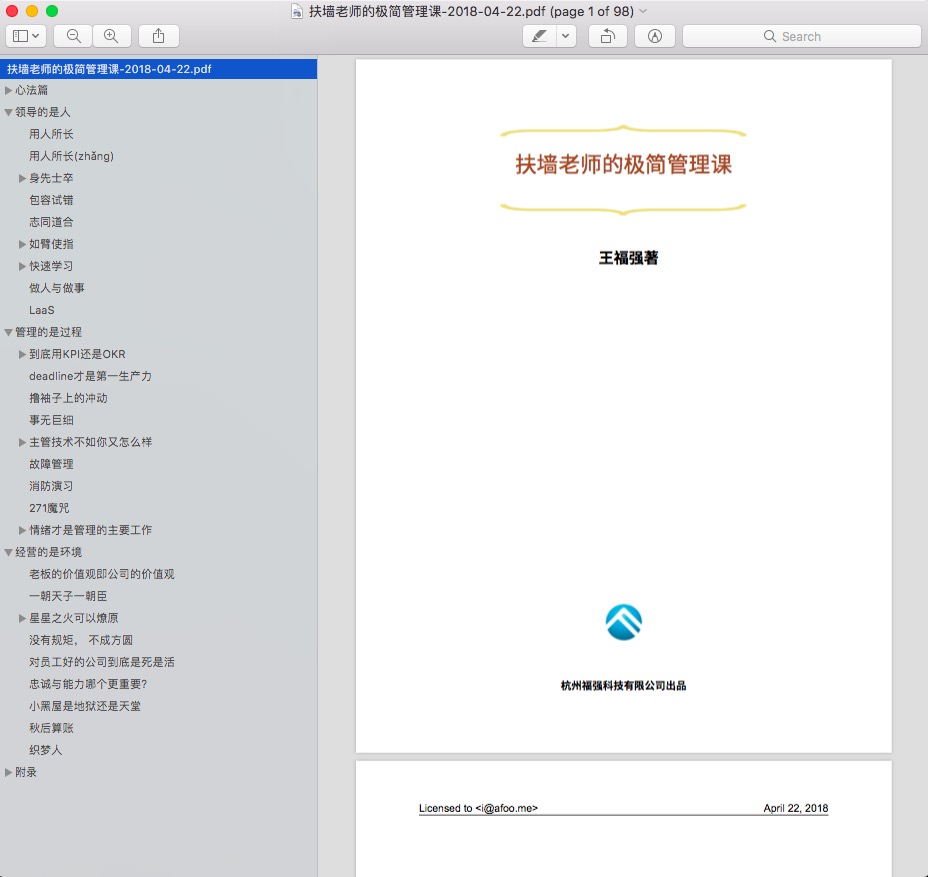 扶墙老师的极简管理课-2018-04-22.pdf (page 1 of 98)
Search
扶墙老师的极简管理课-2018-04-22.pdf
心法篇
领导的是人
用人所长
用人所长(zhǎng)
身先士卒
包容试错
志同道合
如臂使指
快速学习
做人与做事
LaaS
管理的是过程
到底用KPI还是OKR
deadline才是第一生产力
撸袖子上的冲动
事无巨细
主管技术不如你又怎么样
故障管理
消防演习
271魔咒
情绪才是管理的主要工作
经营的是环境
老板的价值观即公司的价值观
一朝天子一朝臣
星星之火可以燎原
没有规矩， 不成方圆
对员工好的公司到底是死是活
忠诚与能力哪个更重要?
小黑屋是地狱还是天堂
秋后算账
织梦人
附录
扶墙老师的极简管理课
王福强著
杭州福强科技有限公司出品
Licensed to <i@afoo.me> April 22, 2018